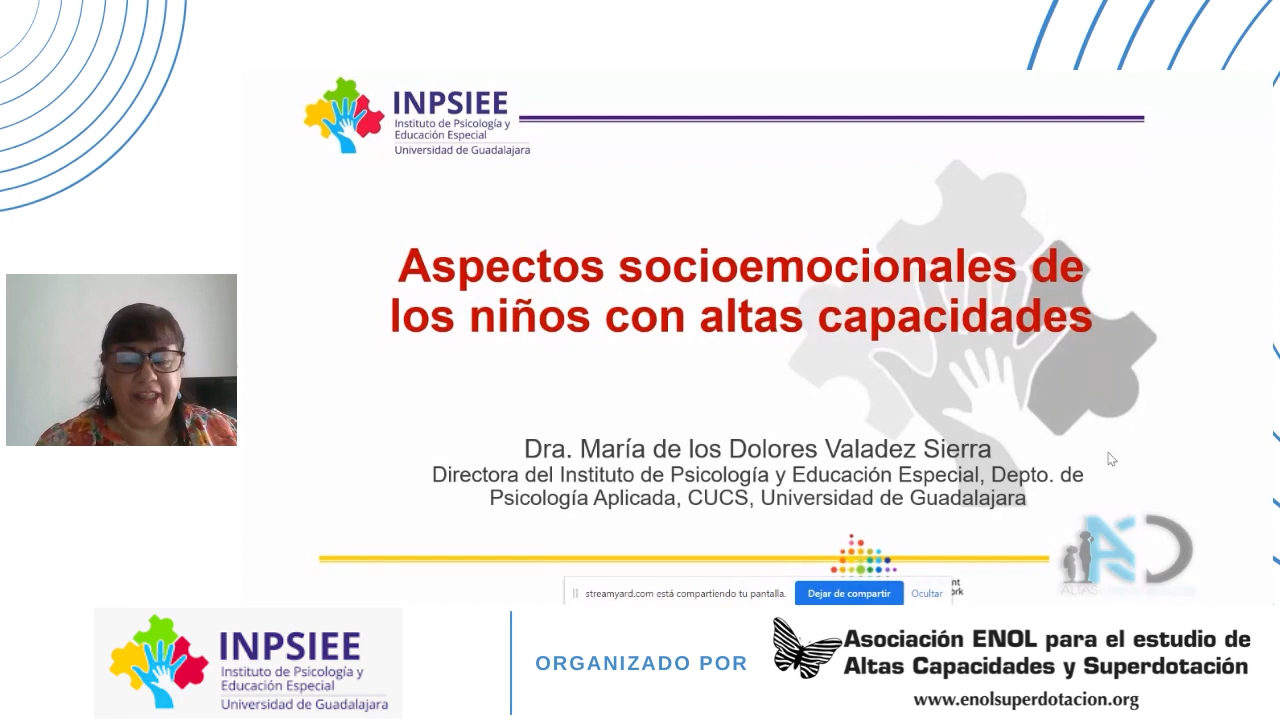 INPSIEE
Instituto de Psicología y
Educación Especial
Universidad de Guadalajara
Aspectos socioemocionales de
los niños con altas capacidades
Dra. María de los Dolores Valadez Sierra
Directora del Instituto de Psicología y Educación Especial, Depto. de
Psicología Aplicada, CUCS, Universidad de Guadalajara
ALTAS
streamyard.com está compartiendo tu pantalla.
Dejar de compartir
Ocultar
INPSIEE
Instituto de Psicología y
Educación Especial
Universidad de Guadalajara
ORGANIZADO POR
Asociación ENOL para el estudio de
Altas Capacidades y Superdotación
www.enolsuperdotacion.org